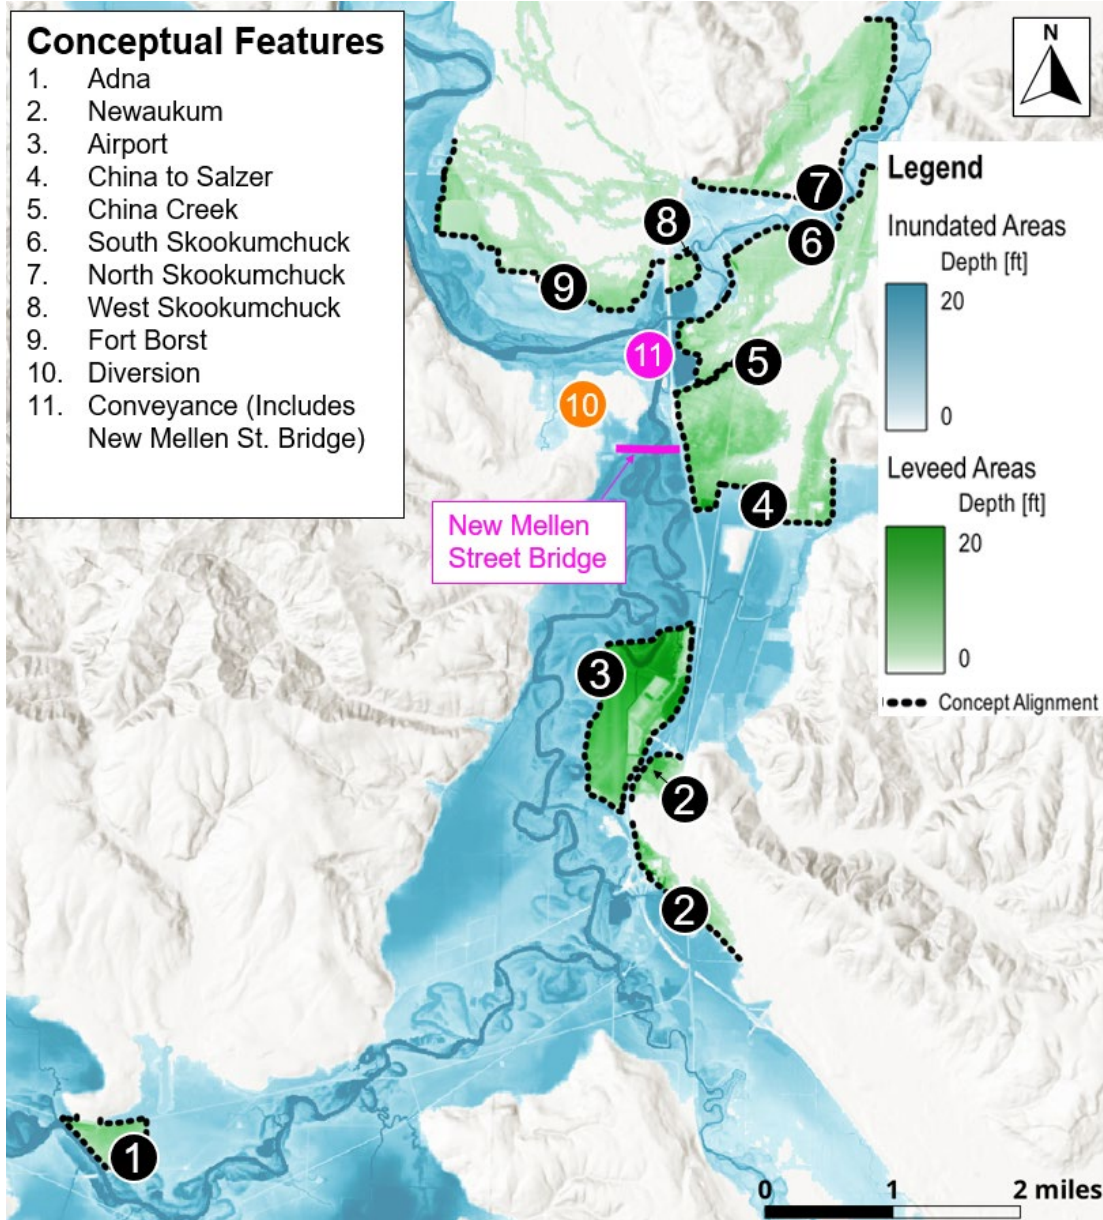 Conceptual Features
1. Adna
2. Newaukum
3. Airport
4. China to Salzer
5. China Creek
6. South Skookumchuck
7. North Skookumchuck
8. West Skookumchuck
9. Fort Borst
10. Diversion
11. Conveyance (Includes
New Mellen St. Bridge)
N
Legend
Inundated Areas
Depth [ft]
20
0
Leveed Areas
Depth [ft]
20
0
Concept Alignment
7
8
6
9
11
5
10
4
New Mellen
Street Bridge
3
2
2
1
0 1 2 miles